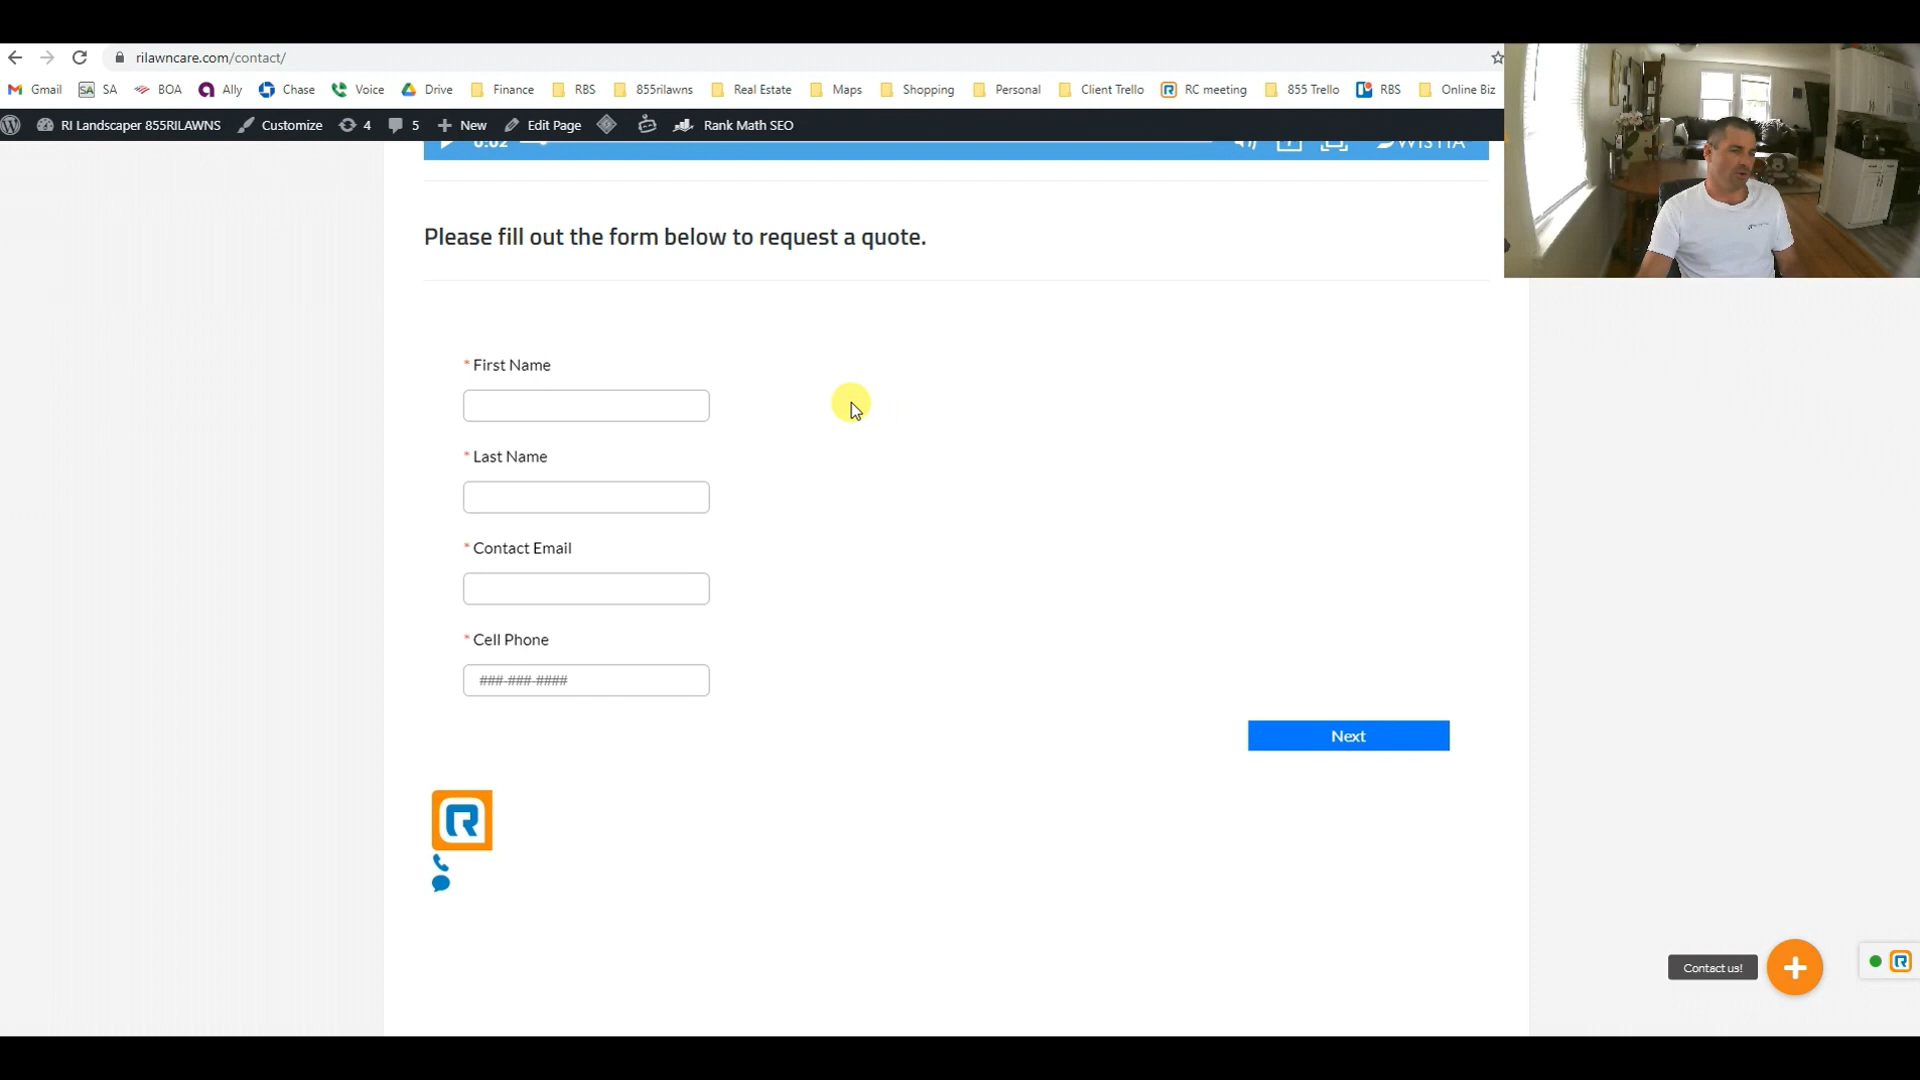 rilawncare.com/contact/
Gmail SA BOA Ally Chase Voice Drive Finance RBS 855rilawns Real Estate Maps Shopping Personal Client Trello RC meeting 855 Trello RBS Online Biz
RI Landscaper 855RILAWNS Customize 4 5 New Edit Page Rank Math SEO
0:02 WISTIA
Please fill out the form below to request a quote.
* First Name
* Last Name
* Contact Email
* Cell Phone
###-###-####
Next
Contact us!